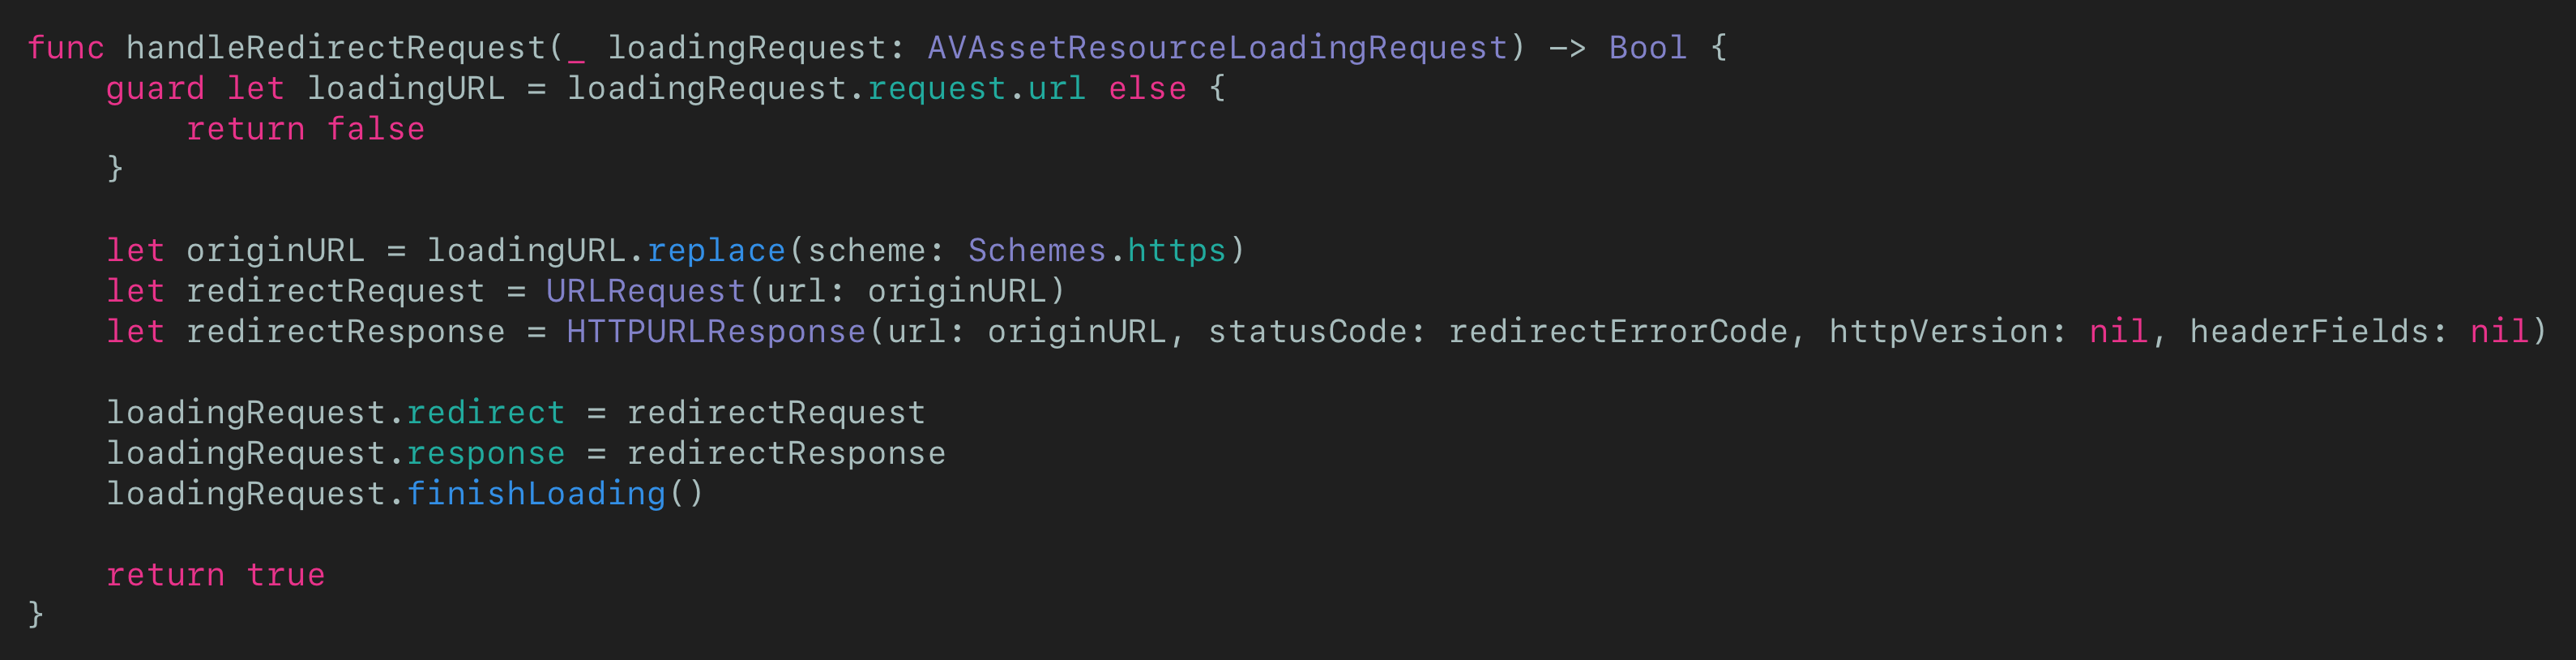 func handleRedirectRequest(_ loadingRequest: AVAssetResourceLoadingRequest) -> Bool {
    guard let loadingURL = loadingRequest.request.url else {
        return false
    }

    let originURL = loadingURL.replace(scheme: Schemes.https)
    let redirectRequest = URLRequest(url: originURL)
    let redirectResponse = HTTPURLResponse(url: originURL, statusCode: redirectErrorCode, httpVersion: nil, headerFields: nil)

    loadingRequest.redirect = redirectRequest
    loadingRequest.response = redirectResponse
    loadingRequest.finishLoading()

    return true
}